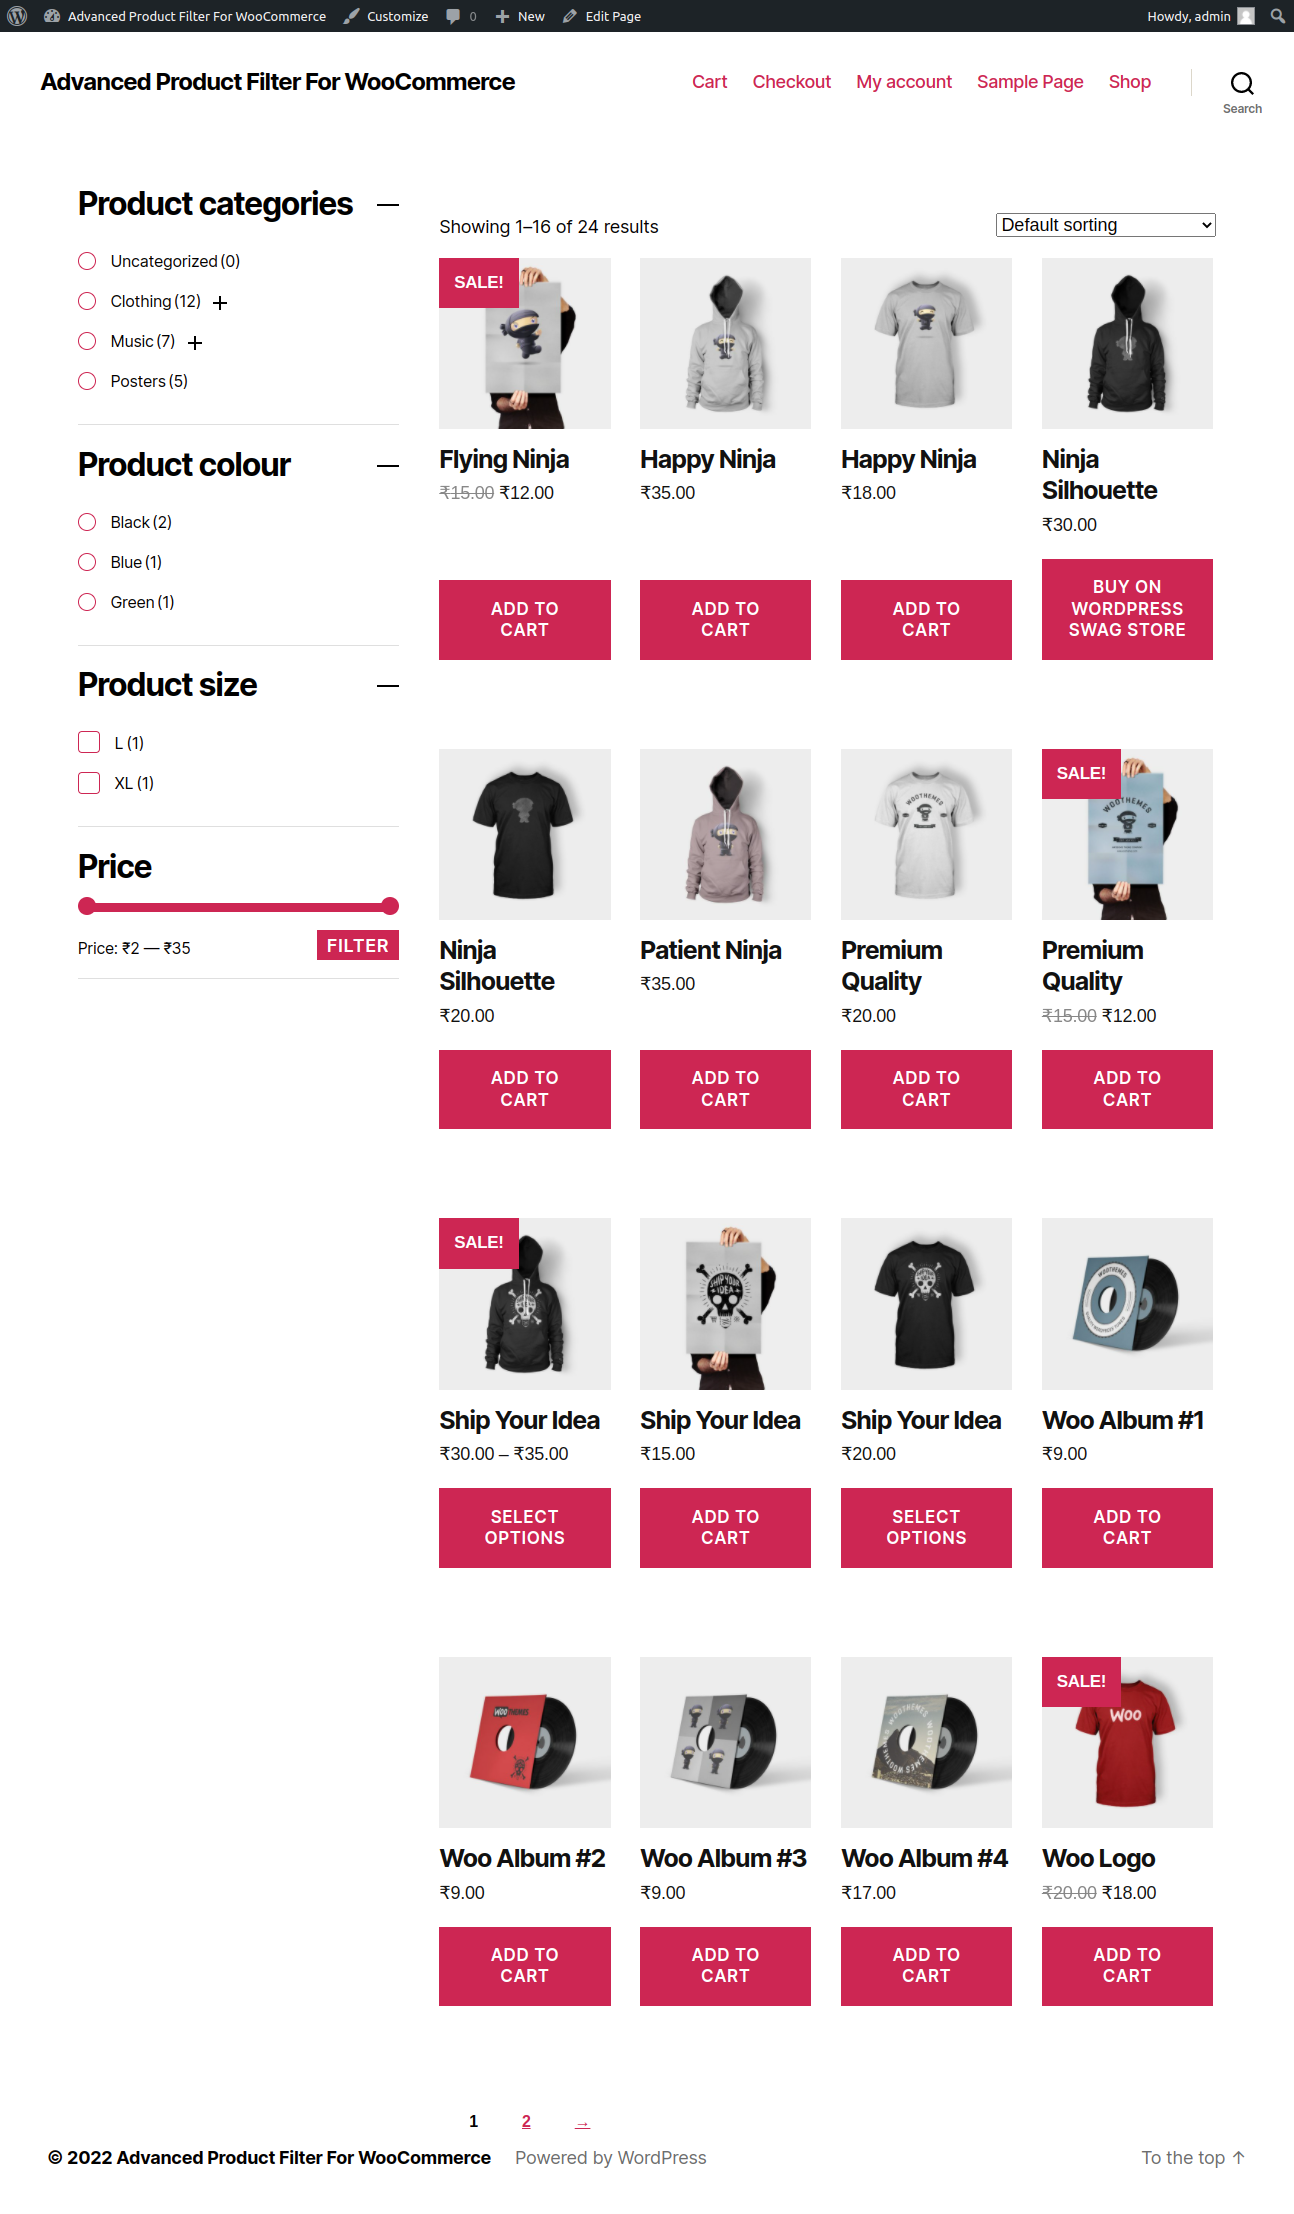 Advanced Product Filter For WooCommerce Customize 0 New Edit Page Howdy, admin
Advanced Product Filter For WooCommerce
Cart Checkout My account Sample Page Shop
Search
Product categories
Uncategorized (0)
Clothing (12)
Music (7)
Posters (5)
Product colour
Black (2)
Blue (1)
Green (1)
Product size
L (1)
XL (1)
Price
Price: ₹2 — ₹35
FILTER
Showing 1–16 of 24 results
Default sorting
SALE!
Flying Ninja
₹15.00 ₹12.00
ADD TO
CART
Happy Ninja
₹35.00
ADD TO
CART
Happy Ninja
₹18.00
ADD TO
CART
Ninja
Silhouette
₹30.00
BUY ON
WORDPRESS
SWAG STORE
Ninja
Silhouette
₹20.00
ADD TO
CART
Patient Ninja
₹35.00
ADD TO
CART
WOOTHEMES
Premium
Quality
₹20.00
ADD TO
CART
SALE!
WOOTHEMES
Premium
Quality
₹15.00 ₹12.00
ADD TO
CART
SALE!
Ship Your Idea
₹30.00 – ₹35.00
SELECT
OPTIONS
SHIP YOUR
IDEA
Ship Your Idea
₹15.00
ADD TO
CART
Ship Your Idea
₹20.00
SELECT
OPTIONS
WOOTHEMES
Woo Album #1
₹9.00
ADD TO
CART
WOOTHEMES
Woo Album #2
₹9.00
ADD TO
CART
Woo Album #3
₹9.00
ADD TO
CART
WOOTHEMES WOOTHEMES
Woo Album #4
₹17.00
ADD TO
CART
SALE!
WOO
Woo Logo
₹20.00 ₹18.00
ADD TO
CART
1 2 →
© 2022 Advanced Product Filter For WooCommerce Powered by WordPress To the top ↑